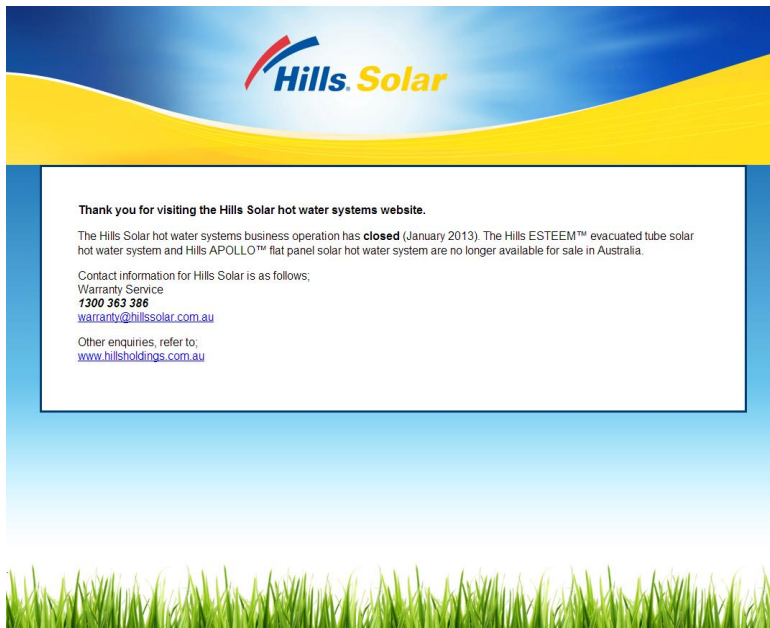 Hills. Solar
Thank you for visiting the Hills Solar hot water systems website.
The Hills Solar hot water systems business operation has closed (January 2013). The Hills ESTEEM™ evacuated tube solar
hot water system and Hills APOLLO™ flat panel solar hot water system are no longer available for sale in Australia.
Contact information for Hills Solar is as follows;
Warranty Service
1300 363 386
warranty@hillssolar.com.au
Other enquiries, refer to;
www.hillsholdings.com.au